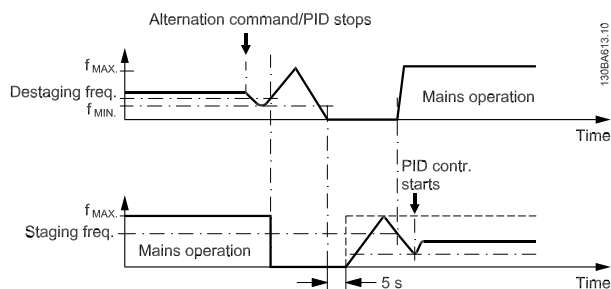 Alternation command/PID stops
130BA613.10
fMAX.
Destaging freq.
fMIN.
Mains operation
Time
PID contr.
starts
fMAX.
Staging freq.
Mains operation
5 s
Time